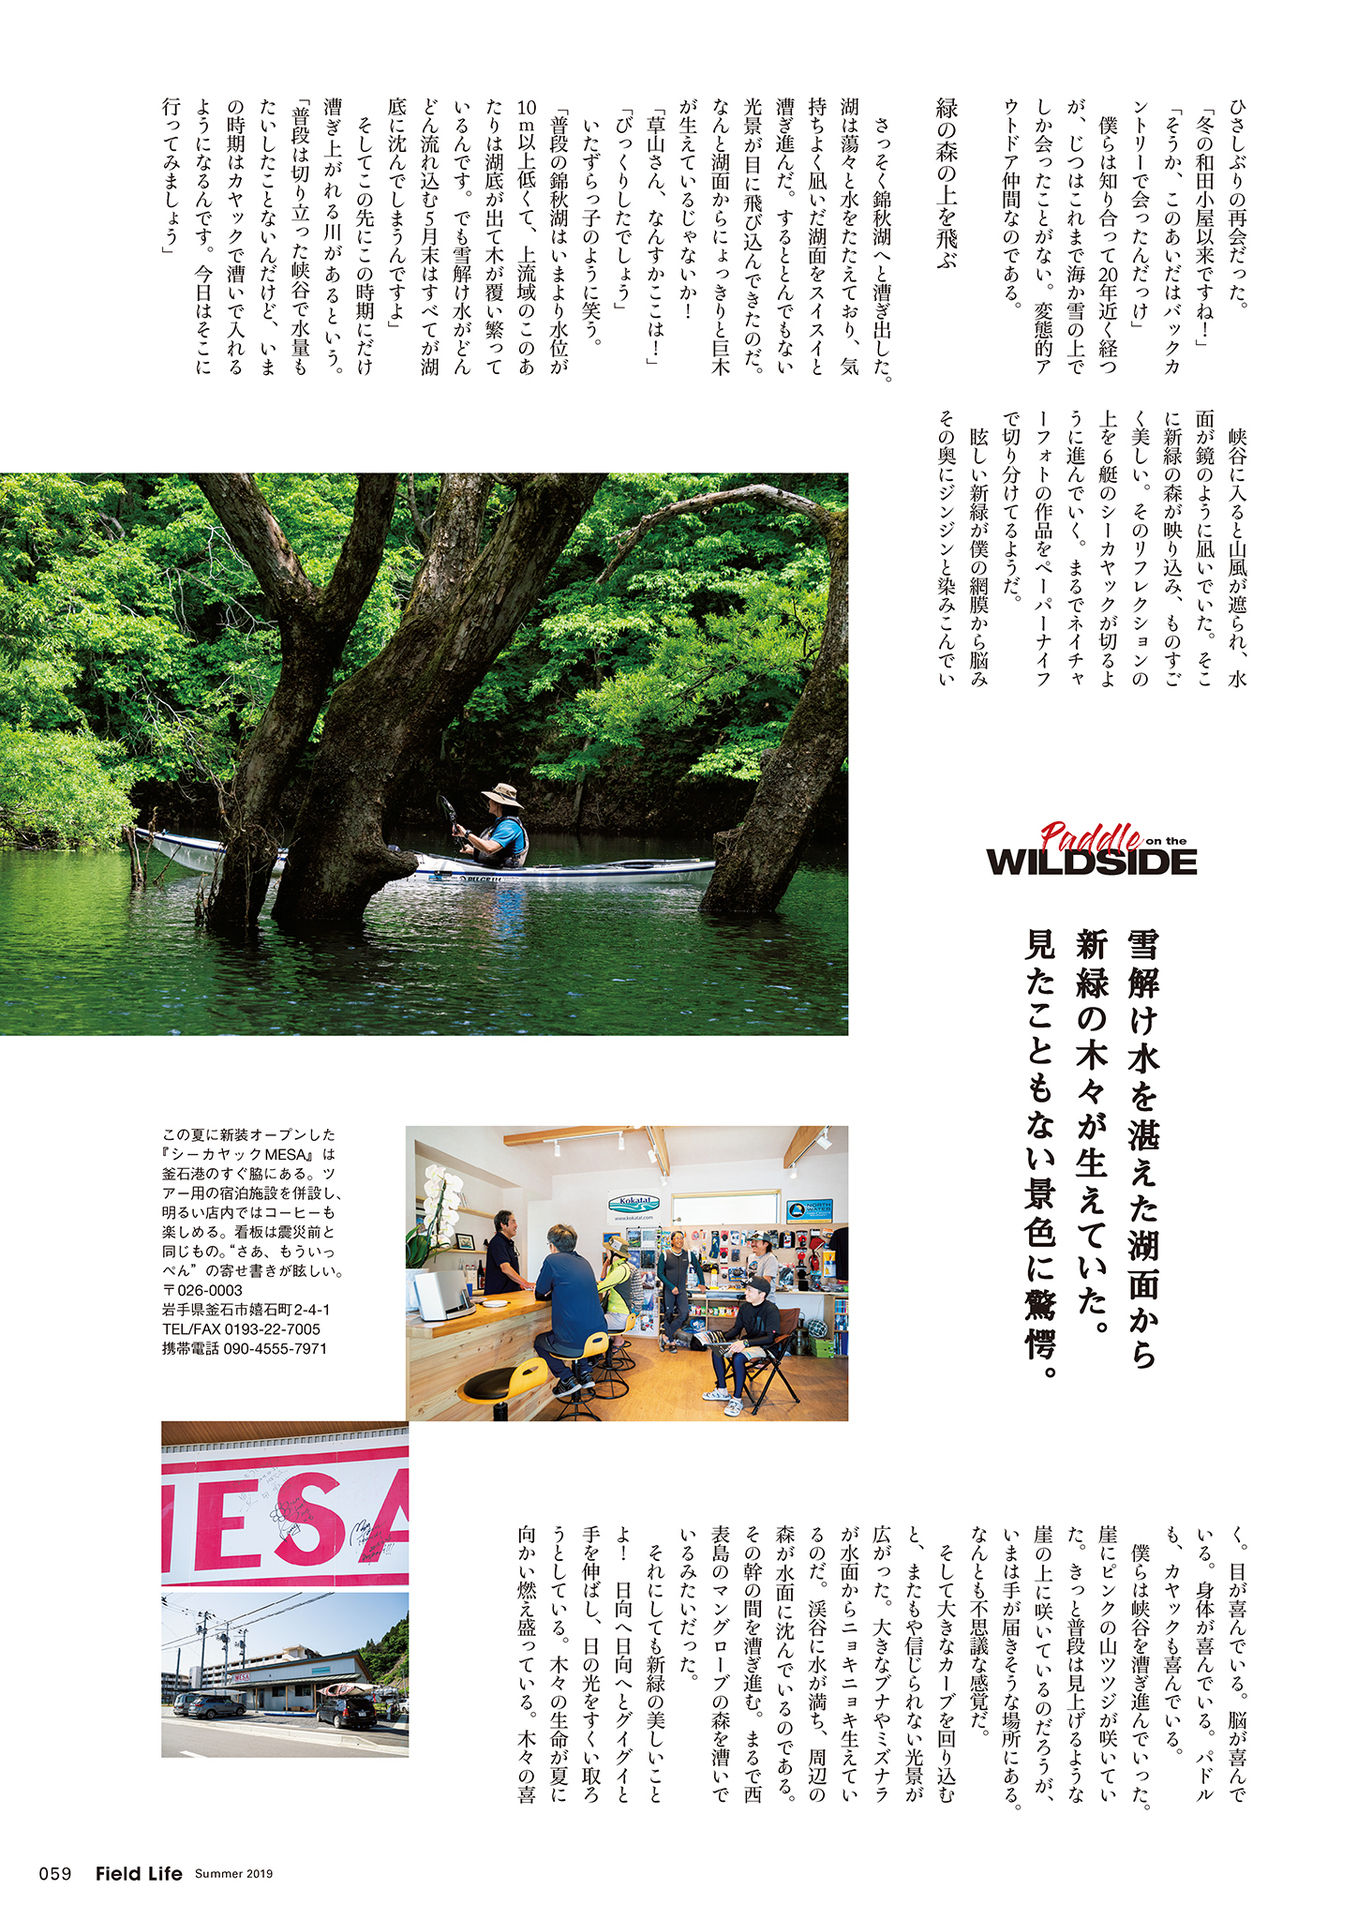 ひさしぶりの再会だった。
「冬の和田小屋以来ですね！」
「そうか、このあいだはバックカ
ントリーで会ったんだっけ」
僕らは知り合って20年近く経つ
が、じつはこれまで海か雪の上で
しか会ったことがない。変態的ア
ウトドア仲間なのである。
緑の森の上を飛ぶ
さっそく錦秋湖へと漕ぎ出した。
湖は蕩々と水をたたえており、気
持ちよく凪いだ湖面をスイスイと
漕ぎ進んだ。するととんでもない
光景が目に飛び込んできたのだ。
なんと湖面からにょっきりと巨木
が生えているじゃないか！
「草山さん、なんすかここは！」
「びっくりしたでしょう」
いたずらっ子のように笑う。
「普段の錦秋湖はいまより水位が
10m以上低くて、上流域のこのあ
たりは湖底が出て木が覆い繁って
いるんです。でも雪解け水がどん
どん流れ込む5月末はすべてが湖
底に沈んでしまうんですよ」
そしてこの先にこの時期にだけ
漕ぎ上がれる川があるという。
「普段は切り立った峡谷で水量も
たいしたことないんだけど、いま
の時期はカヤックで漕いで入れる
ようになるんです。今日はそこに
行ってみましょう」
峡谷に入ると山風が遮られ、水
面が鏡のように凪いでいた。そこ
に新緑の森が映り込み、ものすご
く美しい。そのリフレクションの
上を6艇のシーカヤックが切るよ
うに進んでいく。まるでネイチャ
ーフォトの作品をペーパーナイフ
で切り分けてるようだ。
眩しい新緑が僕の網膜から脳み
その奥にジンジンと染みこんでい
Paddle on the
WILDSIDE
雪解け水を湛えた湖面から
新緑の木々が生えていた。
見たこともない景色に驚愕。
この夏に新装オープンした
『シーカヤックMESA』は
釜石港のすぐ脇にある。ツ
アー用の宿泊施設を併設し、
明るい店内ではコーヒーも
楽しめる。看板は震災前と
同じもの。“さあ、もういっ
ぺん”の寄せ書きが眩しい。
〒026-0003
岩手県釜石市嬉石町2-4-1
TEL/FAX 0193-22-7005
携帯電話 090-4555-7971
Kokatat
www.kokatat.com
NORTH
WATER
MESA
MESA
く。目が喜んでいる。脳が喜んで
いる。身体が喜んでいる。パドル
も、カヤックも喜んでいる。
僕らは峡谷を漕ぎ進んでいった。
崖にピンクの山ツツジが咲いてい
た。きっと普段は見上げるような
崖の上に咲いているのだろうが、
いまは手が届きそうな場所にある。
なんとも不思議な感覚だ。
そして大きなカーブを回り込む
と、またもや信じられない光景が
広がった。大きなブナやミズナラ
が水面からニョキニョキ生えてい
るのだ。渓谷に水が満ち、周辺の
森が水面に沈んでいるのである。
その幹の間を漕ぎ進む。まるで西
表島のマングローブの森を漕いで
いるみたいだった。
それにしても新緑の美しいこと
よ！　日向へ日向へとグイグイと
手を伸ばし、日の光をすくい取ろ
うとしている。木々の生命が夏に
向かい燃え盛っている。木々の喜
059 Field Life Summer 2019